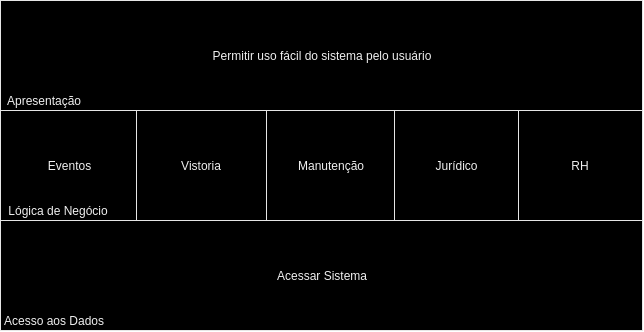 Permitir uso fácil do sistema pelo usuário
Apresentação
Eventos
Vistoria
Manutenção
Jurídico
RH
Lógica de Negócio
Acessar Sistema
Acesso aos Dados